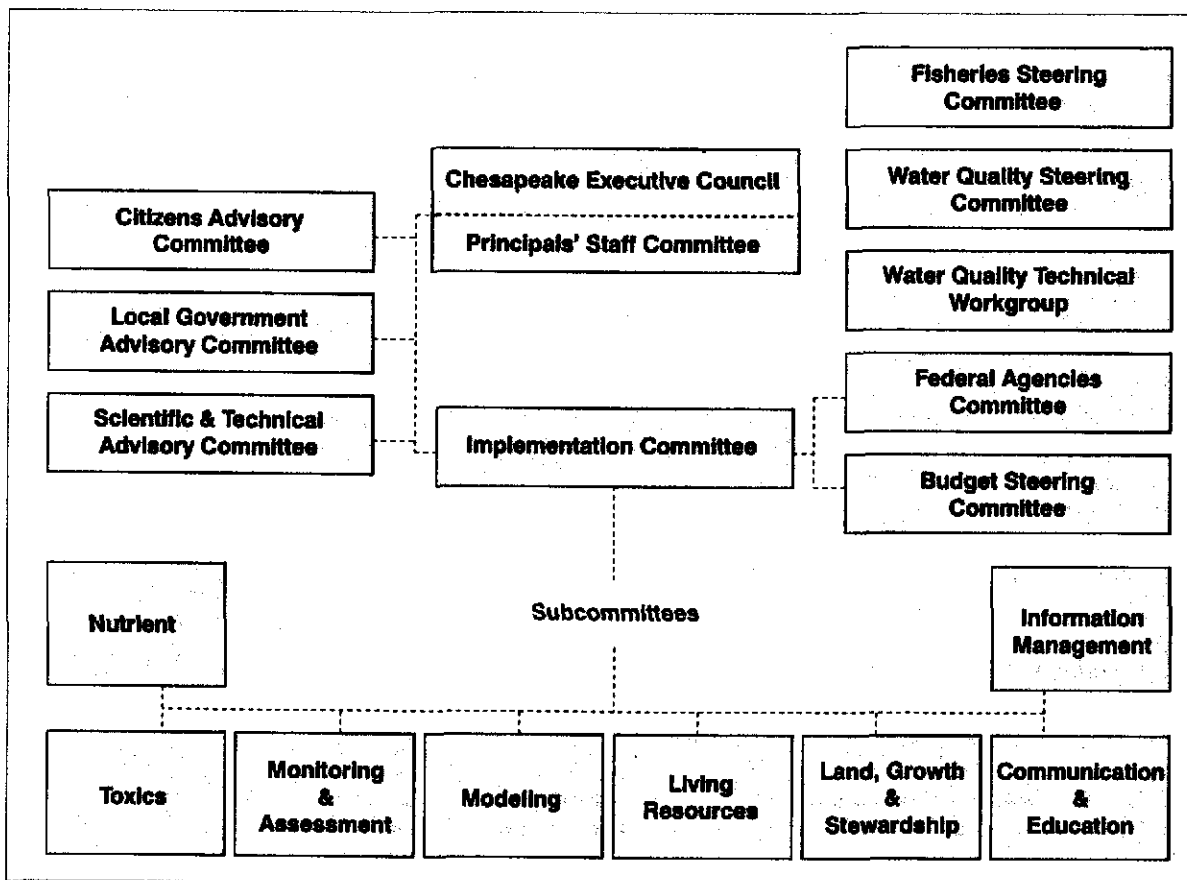 Fisheries Steering
Committee
Chesapeake Executive Council
Principals' Staff Committee
Water Quality Steering
Committee
Citizens Advisory
Committee
Local Government
Advisory Committee
Water Quality Technical
Workgroup
Scientific & Technical
Advisory Committee
Implementation Committee
Federal Agencies
Committee
Budget Steering
Committee
Nutrient
Subcommittees
Information
Management
Toxics
Monitoring
&
Assessment
Modeling
Living
Resources
Land, Growth
&
Stewardship
Communication
&
Education